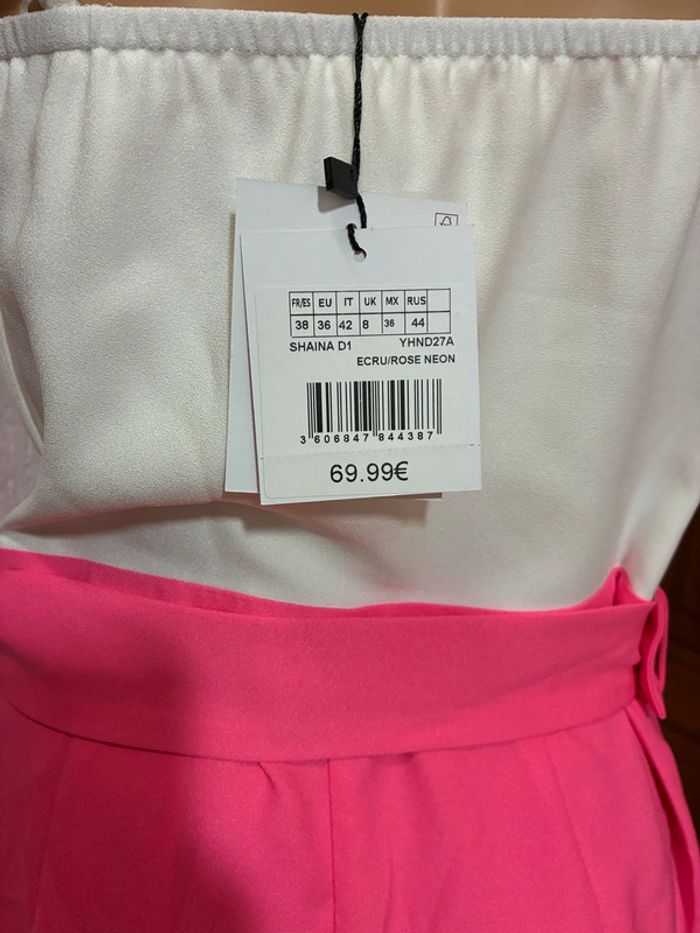 FR/ES EU IT UK MX RUS
38 36 42 8 36 44
SHAINA D1 YHND27A
ECRU/ROSE NEON
3 606847 844387
69.99€